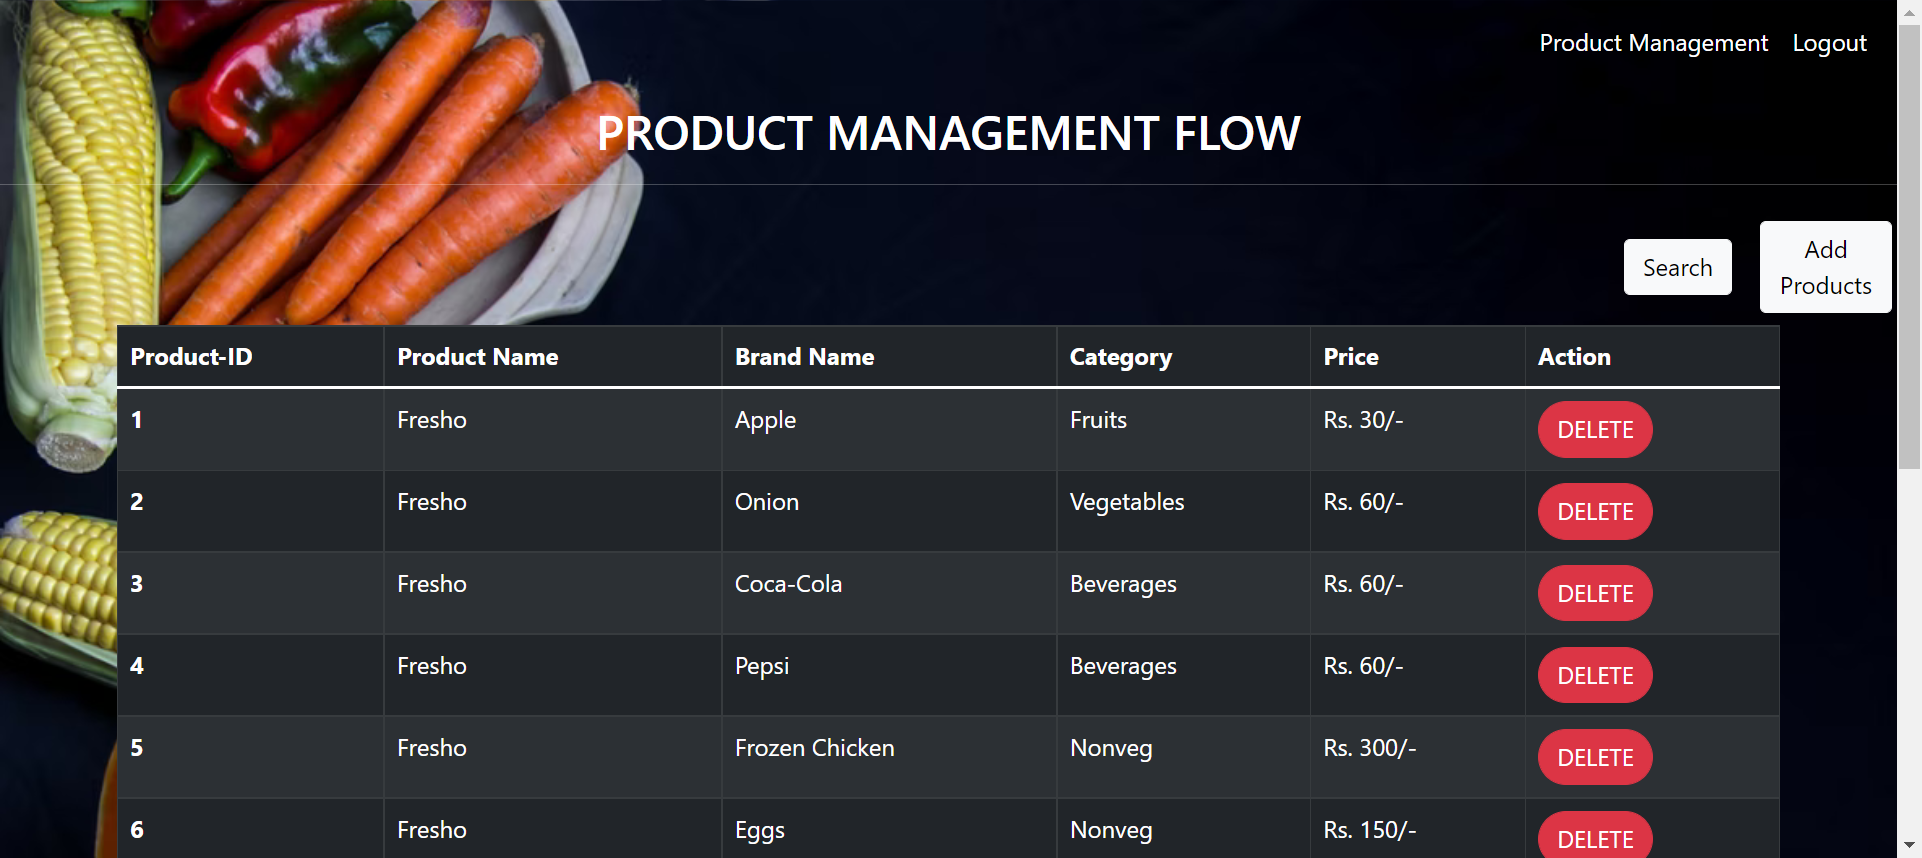 Product Management Logout
PRODUCT MANAGEMENT FLOW
Search
Add
Products
Product-ID Product Name Brand Name Category Price Action
1 Fresho Apple Fruits Rs. 30/- DELETE
2 Fresho Onion Vegetables Rs. 60/- DELETE
3 Fresho Coca-Cola Beverages Rs. 60/- DELETE
4 Fresho Pepsi Beverages Rs. 60/- DELETE
5 Fresho Frozen Chicken Nonveg Rs. 300/- DELETE
6 Fresho Eggs Nonveg Rs. 150/- DELETE